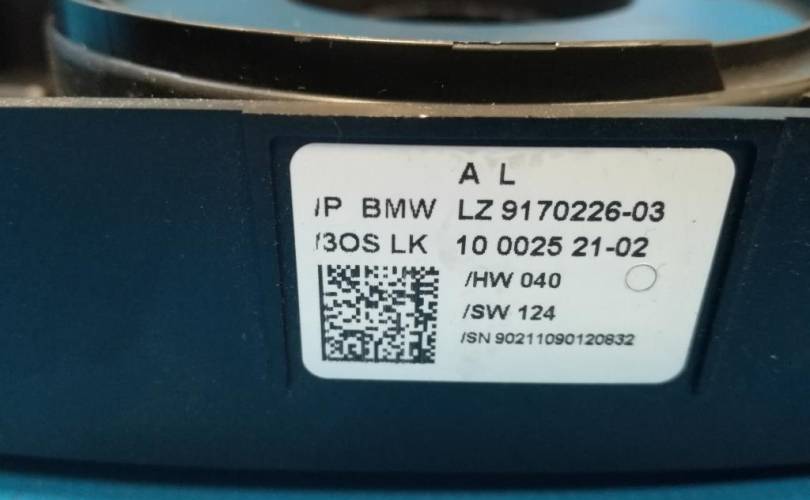 A L
/P BMW LZ 9170226-03
/3OS LK 10 0025 21-02
/HW 040
/SW 124
/SN 90211090120832